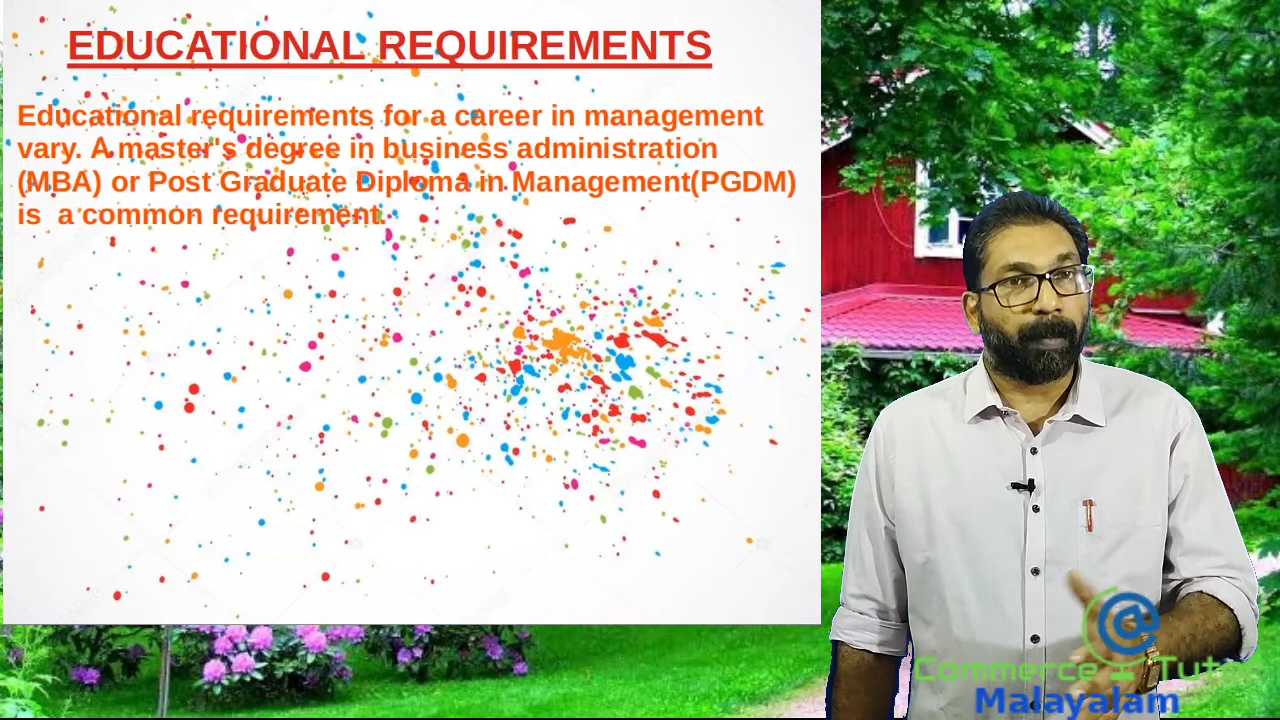 EDUCATIONAL REQUIREMENTS
Educational requirements for a career in management
vary. A master's degree in business administration
(MBA) or Post Graduate Diploma in Management(PGDM)
is  a common requirement.
Commerce
Malayalam